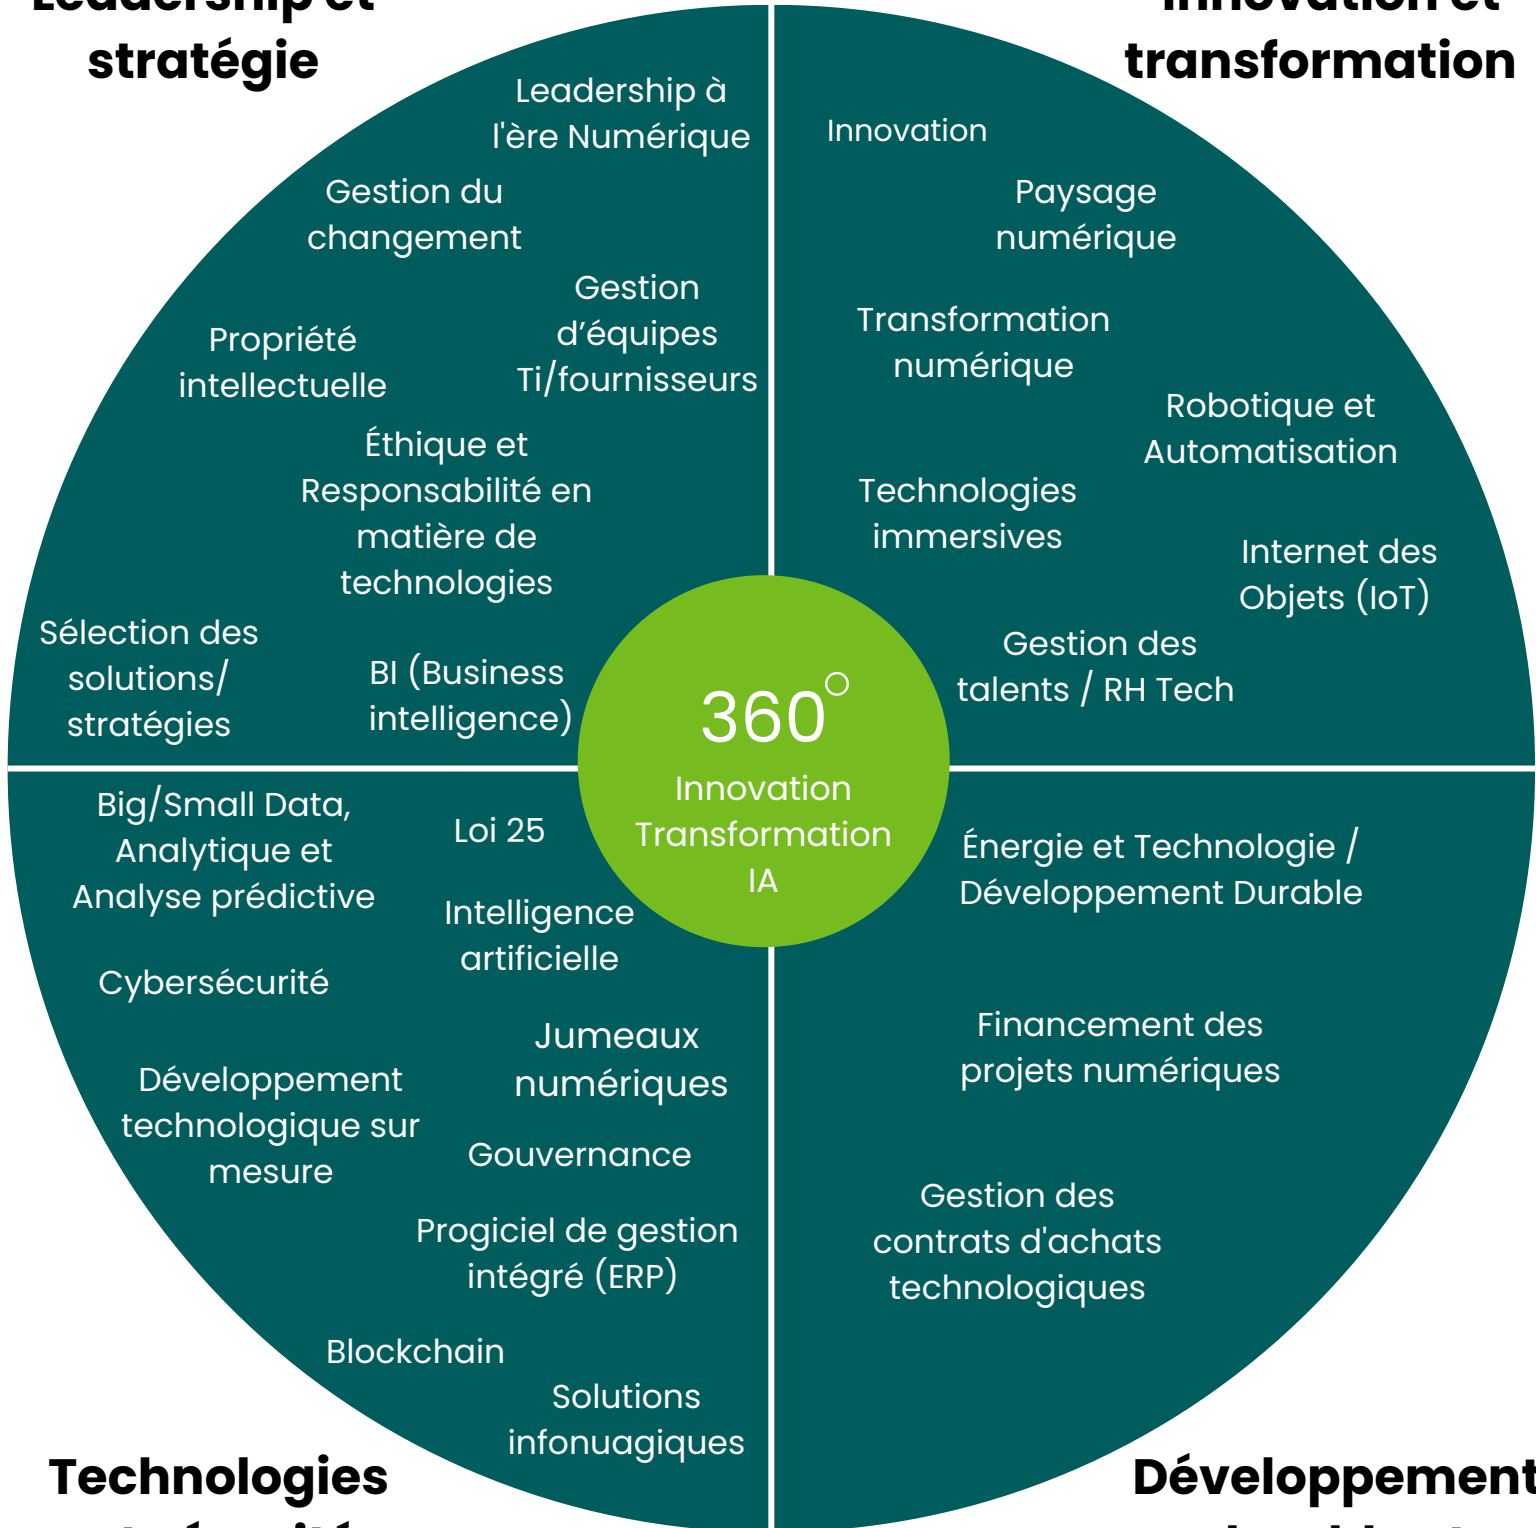 Leadership et
stratégie
Leadership à
l'ère Numérique
Gestion du
changement
Gestion
d’équipes
Ti/fournisseurs
Propriété
intellectuelle
Éthique et
Responsabilité en
matière de
technologies
Sélection des
solutions/
stratégies
BI (Business
intelligence)
Innovation et
transformation
Innovation
Paysage
numérique
Transformation
numérique
Robotique et
Automatisation
Technologies
immersives
Internet des
Objets (IoT)
Gestion des
talents / RH Tech
360°
Innovation
Transformation
IA
Big/Small Data,
Analytique et
Analyse prédictive
Loi 25
Intelligence
artificielle
Cybersécurité
Jumeaux
numériques
Développement
technologique sur
mesure
Gouvernance
Progiciel de gestion
intégré (ERP)
Blockchain
Solutions
infonuagiques
Technologies
Énergie et Technologie /
Développement Durable
Financement des
projets numériques
Gestion des
contrats d'achats
technologiques
Développement